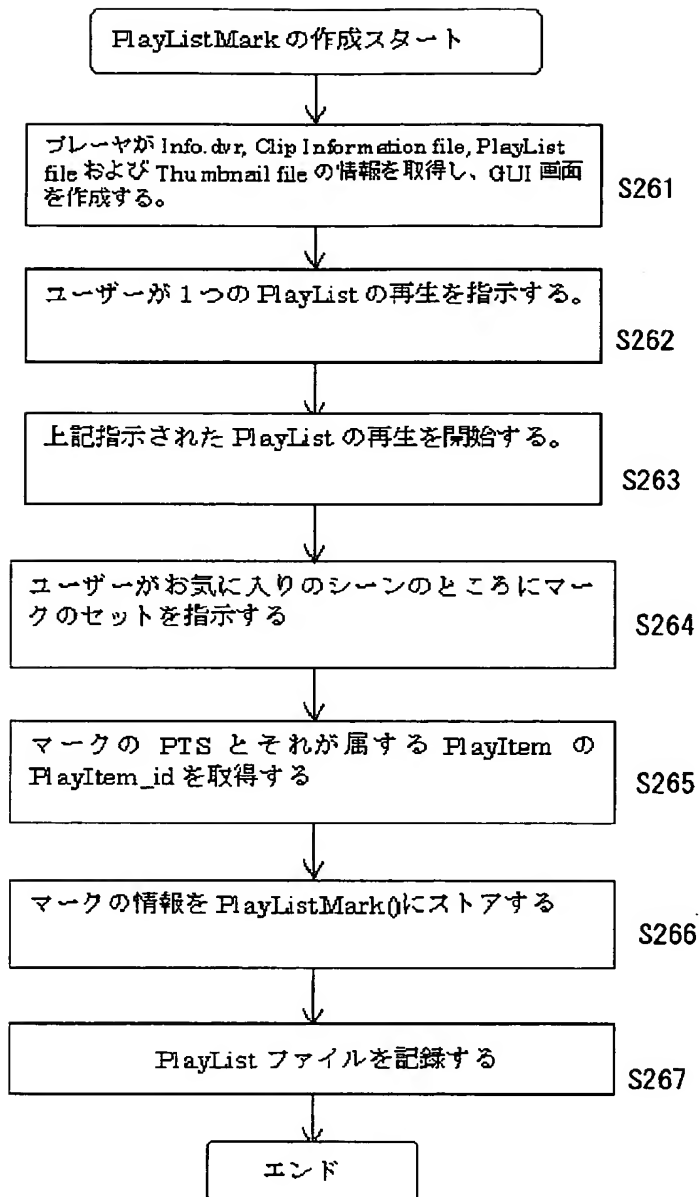 PlayListMark の作成スタート
プレーヤが Info.dvr, Clip Information file, PlayList
file および Thumbnail file の情報を取得し、GUI 画面
を作成する。
S261
ユーザーが 1 つの PlayList の再生を指示する。
S262
上記指示された PlayList の再生を開始する。
S263
ユーザーがお気に入りのシーンのところにマー
クのセットを指示する
S264
マークの PTS とそれが属する PlayItem の
PlayItem_id を取得する
S265
マークの情報を PlayListMark()にストアする
S266
PlayList ファイルを記録する
S267
エンド